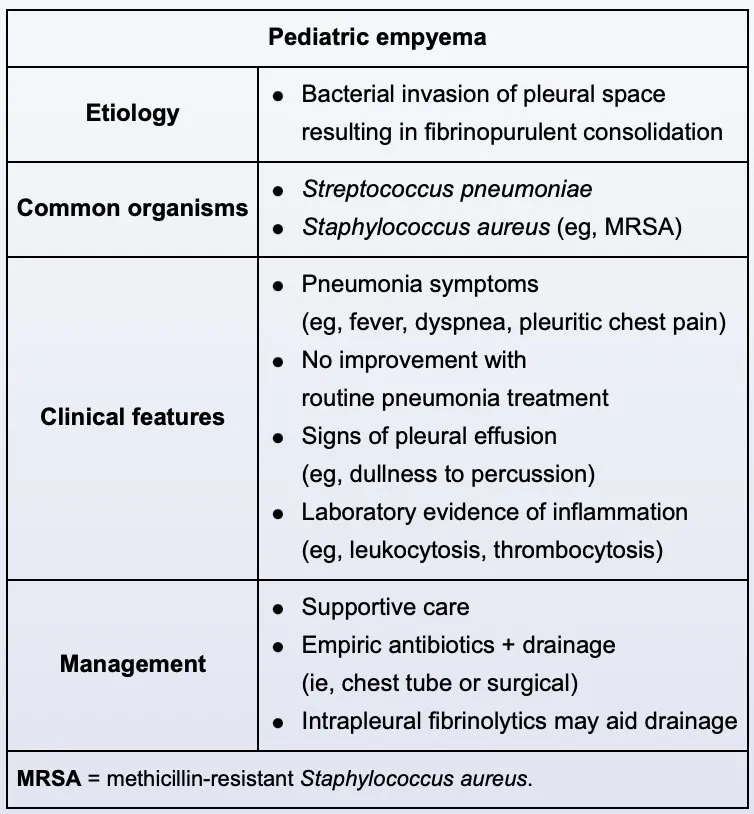 Pediatric empyema
Etiology
● Bacterial invasion of pleural space
resulting in fibrinopurulent consolidation
Common organisms
● Streptococcus pneumoniae
● Staphylococcus aureus (eg, MRSA)
Clinical features
● Pneumonia symptoms
(eg, fever, dyspnea, pleuritic chest pain)
● No improvement with
routine pneumonia treatment
● Signs of pleural effusion
(eg, dullness to percussion)
● Laboratory evidence of inflammation
(eg, leukocytosis, thrombocytosis)
Management
● Supportive care
● Empiric antibiotics + drainage
(ie, chest tube or surgical)
● Intrapleural fibrinolytics may aid drainage
MRSA = methicillin-resistant Staphylococcus aureus.